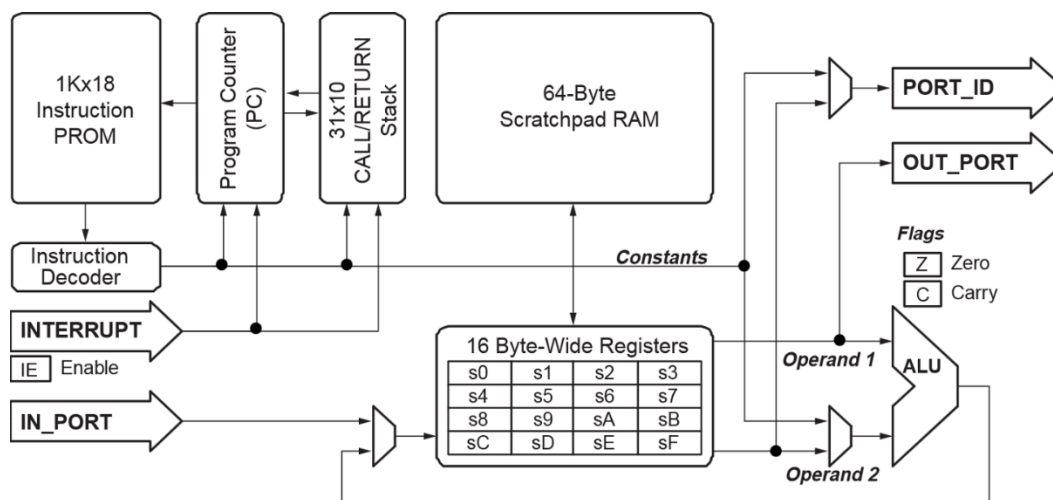 1Kx18
Instruction
PROM
Program Counter
(PC)
31x10
CALL/RETURN
Stack
64-Byte
Scratchpad RAM
PORT_ID
OUT_PORT
Instruction
Decoder
Constants
Flags
Z Zero
C Carry
INTERRUPT
IE Enable
16 Byte-Wide Registers
s0 s1 s2 s3
s4 s5 s6 s7
s8 s9 sA sB
sC sD sE sF
Operand 1
ALU
IN_PORT
Operand 2